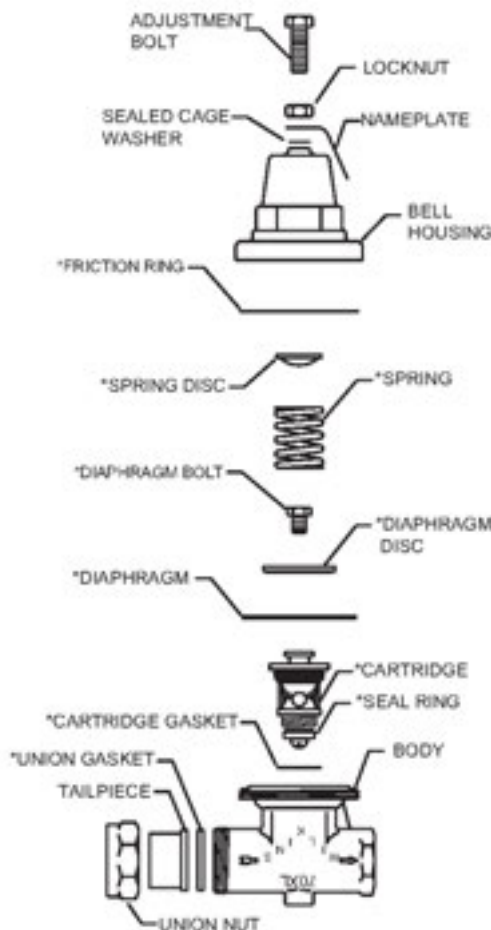 ADJUSTMENT
BOLT
LOCKNUT
SEALED CAGE
WASHER
NAMEPLATE
BELL
HOUSING
*FRICTION RING
*SPRING DISC
*SPRING
*DIAPHRAGM BOLT
*DIAPHRAGM
DISC
*DIAPHRAGM
*CARTRIDGE
*SEAL RING
*CARTRIDGE GASKET
*UNION GASKET
BODY
TAILPIECE
70XL
UNION NUT